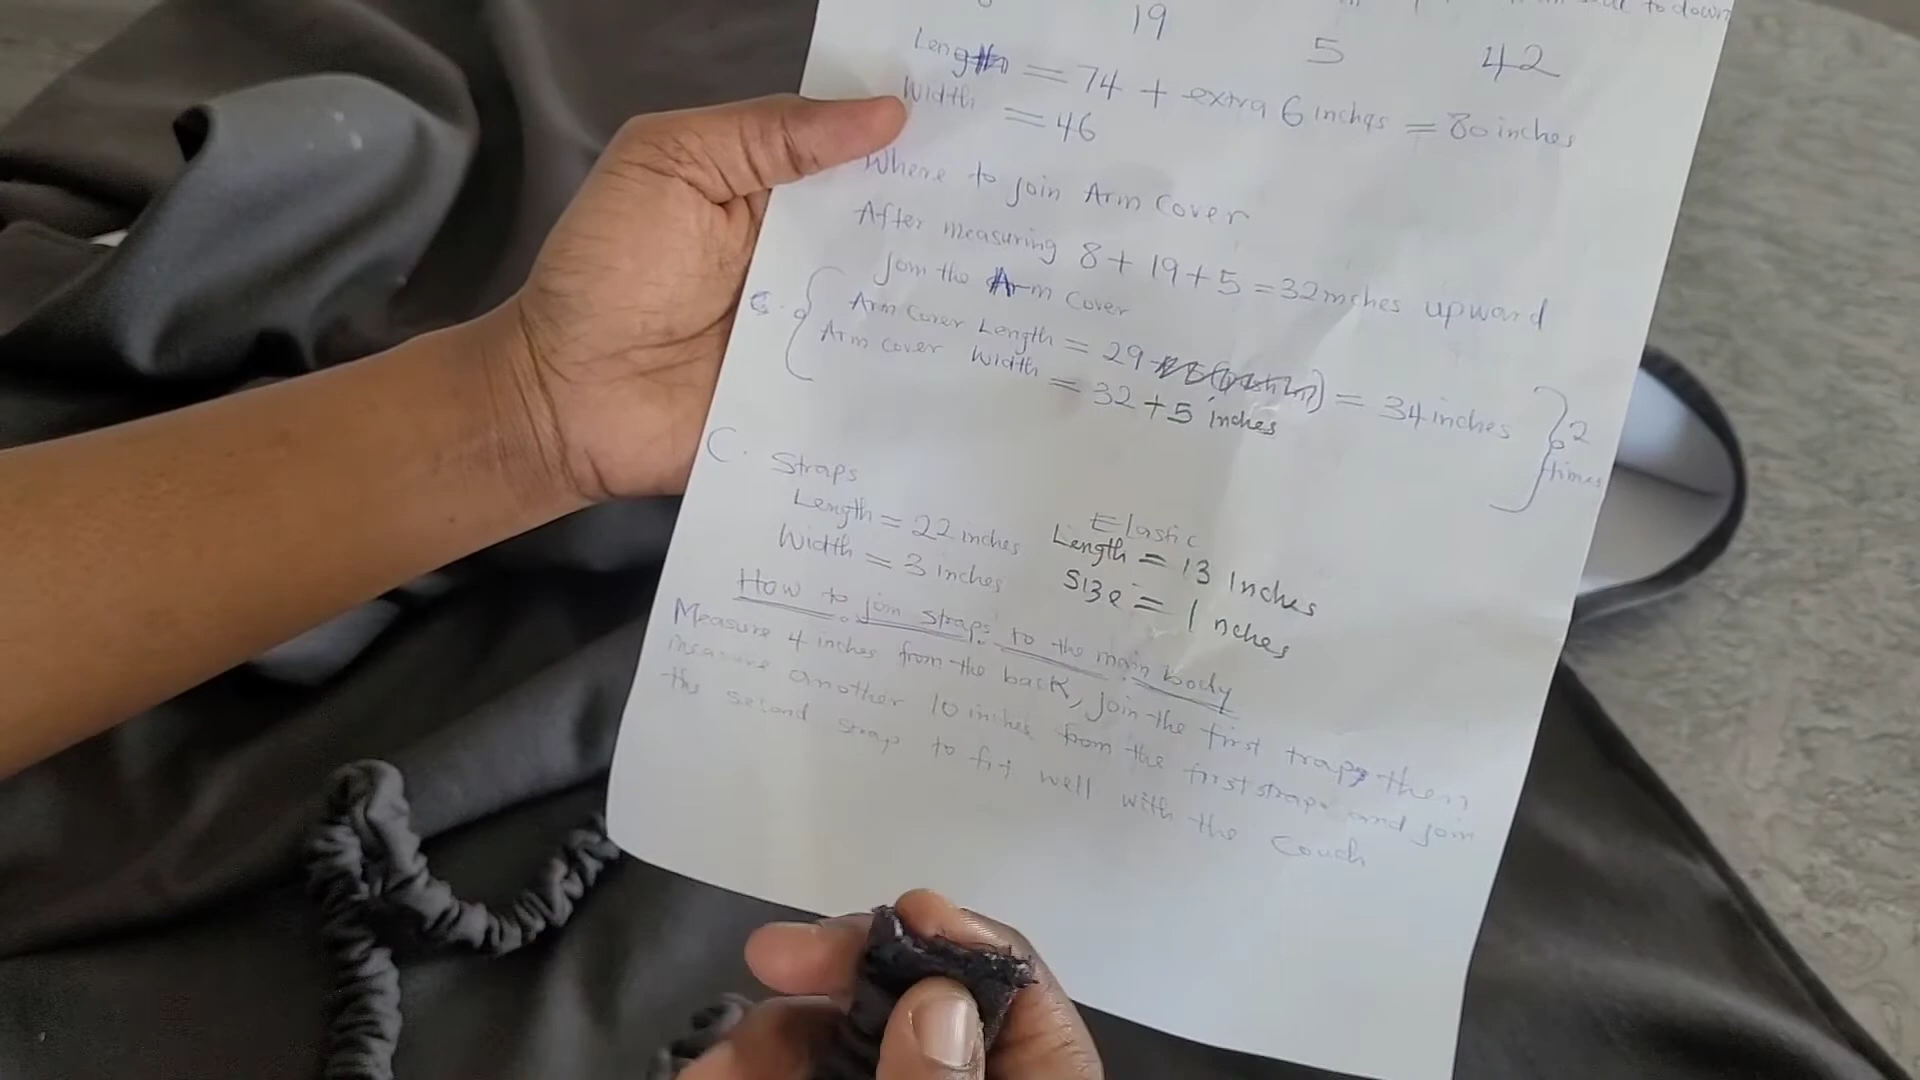 to down
19 5 42
Length = 74 + extra 6 inches = 80 inches
Width = 46
Where to join Arm Cover
After measuring 8 + 19 + 5 = 32 inches upward
Join the Arm cover
Arm Cover Length = 29 = 34 inches
Arm cover Width = 32 + 5 inches
} 2 times
C. Straps
Length = 22 inches
Width = 3 inches
Elastic
Length = 13 Inches
Size = 1 nches
How to join straps to the main body
Measure 4 inches from the back, join the first traps then
measure another 10 inches from the first straps and join
the second strap to fit well with the Couch